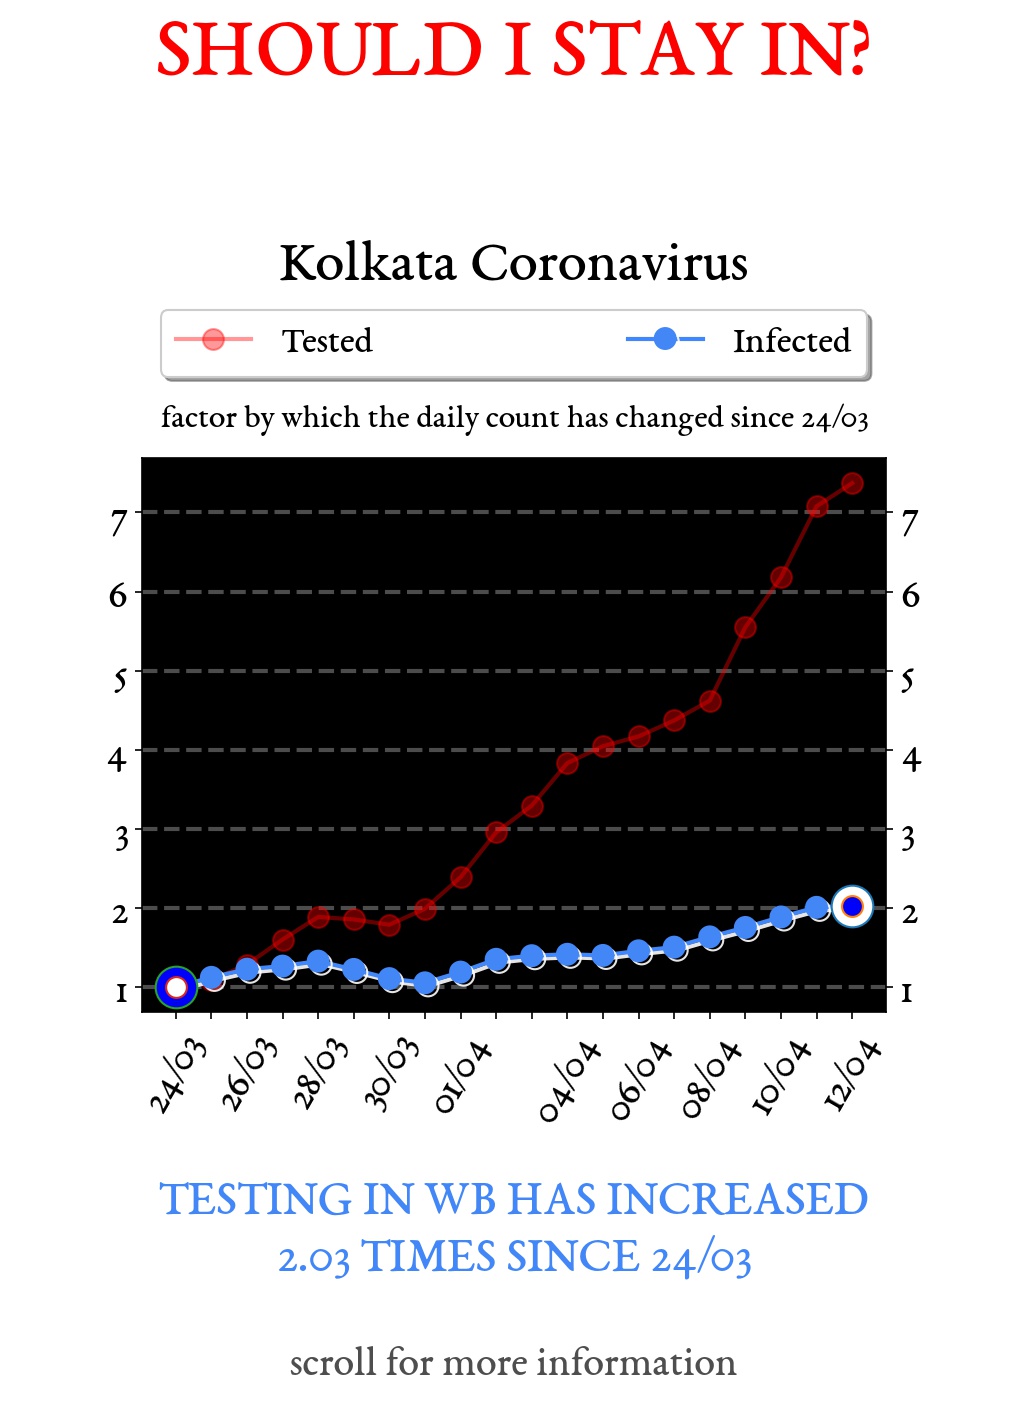 SHOULD I STAY IN?
Kolkata Coronavirus
Tested Infected
factor by which the daily count has changed since 24/03
7 7
6 6
5 5
4 4
3 3
2 2
1 1
24/03 26/03 28/03 30/03 01/04 04/04 06/04 08/04 10/04 12/04
TESTING IN WB HAS INCREASED
2.03 TIMES SINCE 24/03
scroll for more information